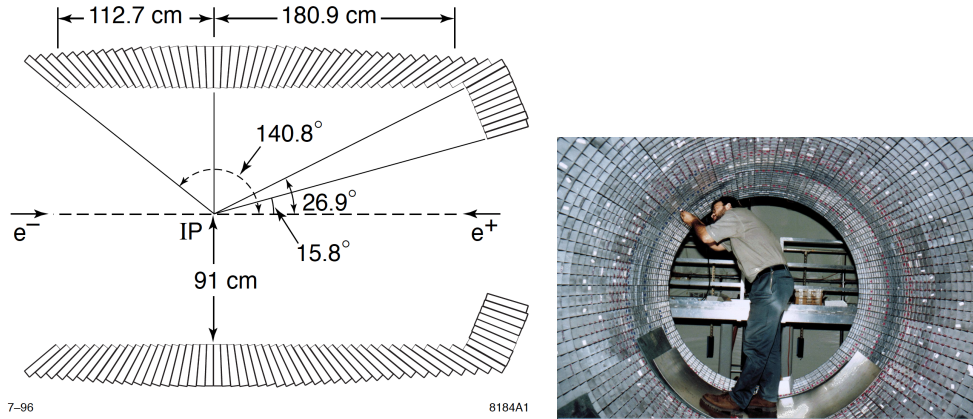 112.7 cm 180.9 cm
140.8°
26.9°
e⁻ IP e⁺
15.8°
91 cm
7–96 8184A1